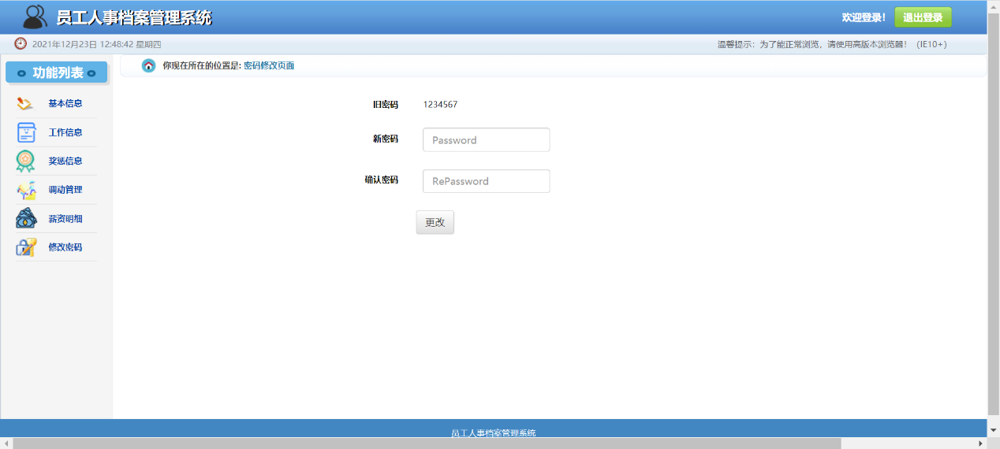 员工人事档案管理系统
欢迎登录!
退出登录
2021年12月23日 12:48:42 星期四
温馨提示：为了能正常浏览，请使用高版本浏览器！ (IE10+)
功能列表
你现在所在的位置是: 密码修改页面
基本信息
工作信息
奖惩信息
调动管理
薪资明细
修改密码
旧密码 1234567
新密码 Password
确认密码 RePassword
更改
员工人事档案管理系统